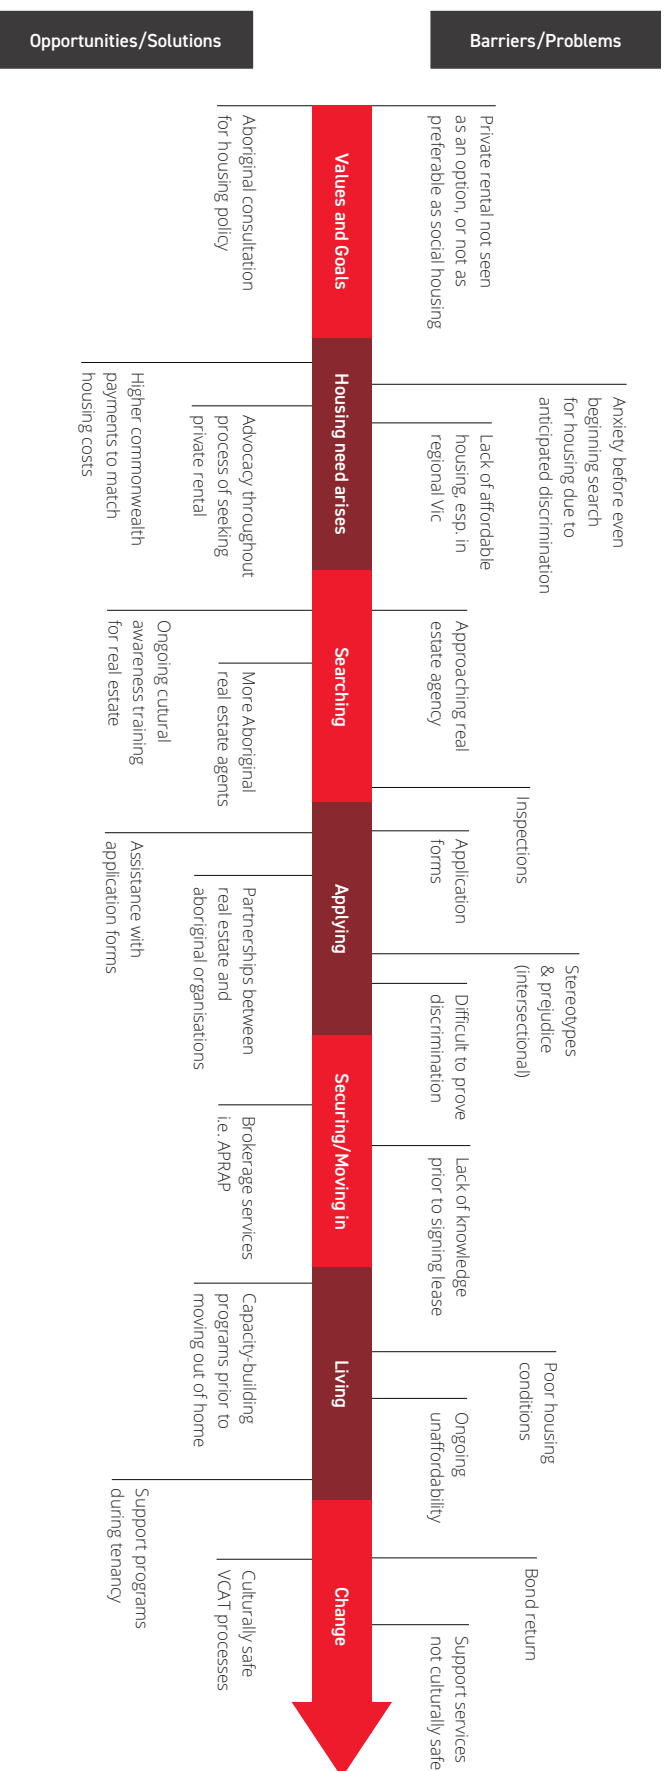 Opportunities/Solutions
Barriers/Problems
Values and Goals
Private rental not seen
as an option, or not as
preferable as social housing
Aboriginal consultation
for housing policy
Housing need arises
Anxiety before even
beginning search
for housing due to
anticipated discrimination
Lack of affordable
housing, esp. in
regional Vic
Higher commonwealth
payments to match
housing costs
Advocacy throughout
process of seeking
private rental
Searching
Approaching real
estate agency
Inspections
Ongoing cutural
awareness training
for real estate
More Aboriginal
real estate agents
Applying
Application
forms
Stereotypes
& prejudice
(intersectional)
Difficult to prove
discrimination
Assistance with
application forms
Partnerships between
real estate and
aboriginal organisations
Securing/Moving in
Lack of knowledge
prior to signing lease
Brokerage services
i.e. APRAP
Living
Poor housing
conditions
Ongoing
unaffordability
Capacity-building
programs prior to
moving out of home
Support programs
during tenancy
Change
Bond return
Support services
not culturally safe
Culturally safe
VCAT processes